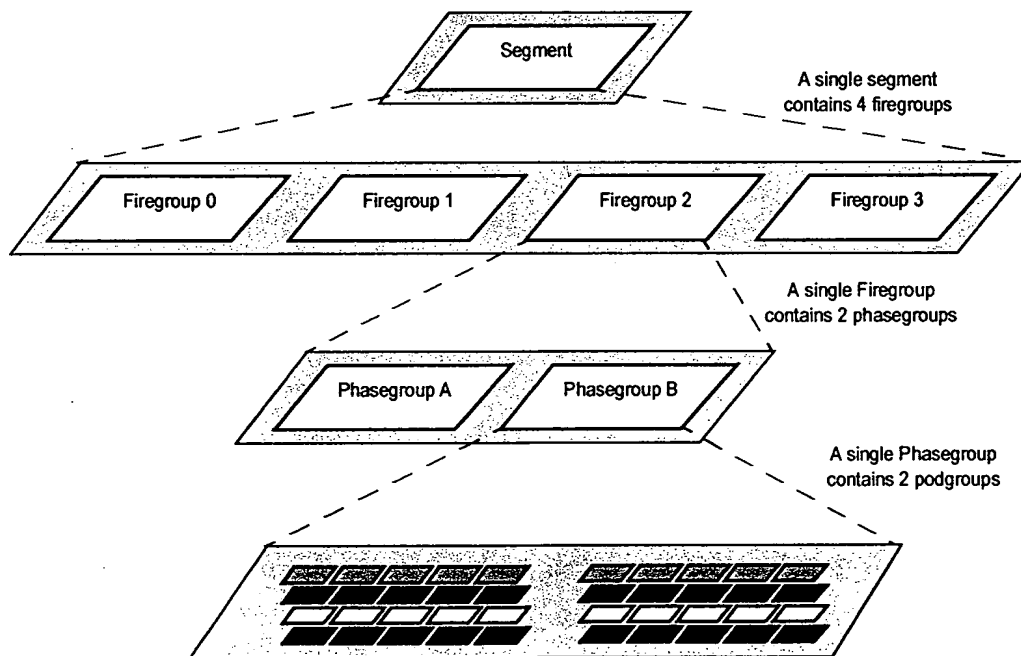 Segment
A single segment
contains 4 firegroups
Firegroup 0
Firegroup 1
Firegroup 2
Firegroup 3
A single Firegroup
contains 2 phasegroups
Phasegroup A
Phasegroup B
A single Phasegroup
contains 2 podgroups